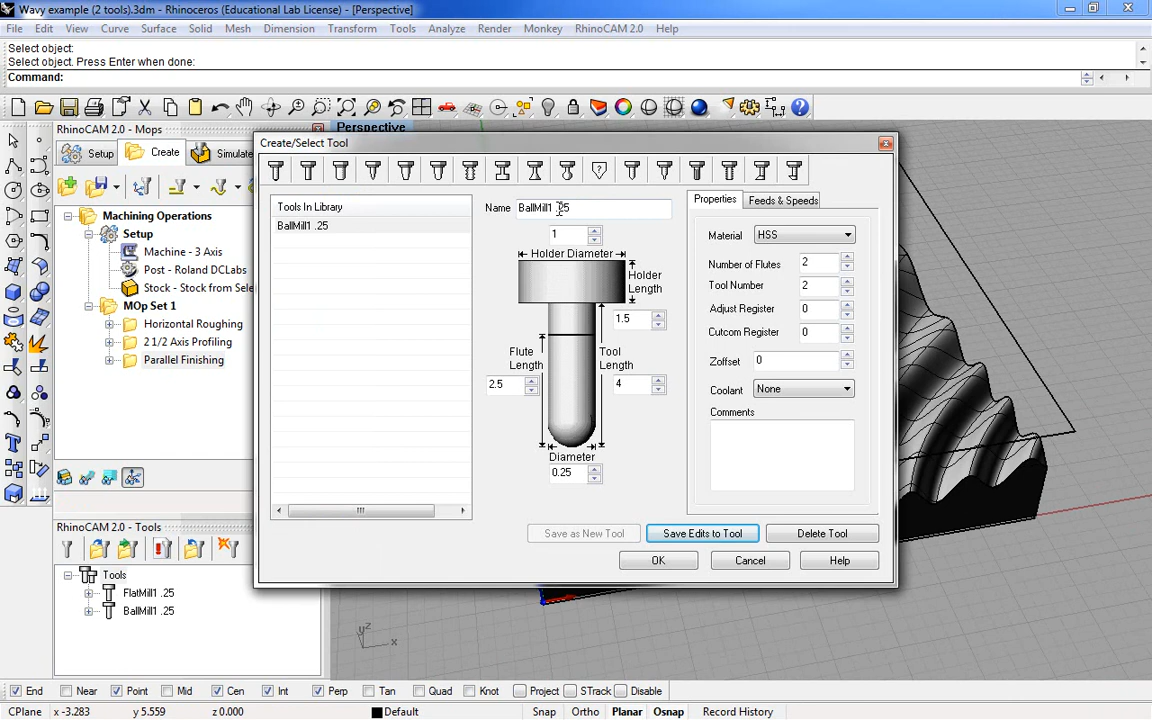 Wavy example (2 tools).3dm - Rhinoceros (Educational Lab License) - [Perspective]
File Edit View Curve Surface Solid Mesh Dimension Transform Tools Analyze Render Monkey RhinoCAM 2.0 Help
Select object:
Select object. Press Enter when done:
Command:
RhinoCAM 2.0 - Mops
Perspective
Setup Create Simulate
Machining Operations
Setup
Machine - 3 Axis
Post - Roland DCLabs
Stock - Stock from Sele
MOp Set 1
Horizontal Roughing
2 1/2 Axis Profiling
Parallel Finishing
RhinoCAM 2.0 - Tools
Tools
FlatMill1 .25
BallMill1 .25
Create/Select Tool
Tools In Library
BallMill1 .25
Name BallMill1 .25
1
Holder Diameter
Holder
Length
1.5
Flute
Length
2.5
Tool
Length
4
Diameter
0.25
Properties Feeds & Speeds
Material HSS
Number of Flutes 2
Tool Number 2
Adjust Register 0
Cutcom Register 0
Zoffset 0
Coolant None
Comments
Save as New Tool Save Edits to Tool Delete Tool
OK Cancel Help
yz
x
End Near Point Mid Cen Int Perp Tan Quad Knot Project STrack Disable
CPlane x -3.283 y 5.559 z 0.000 Default Snap Ortho Planar Osnap Record History